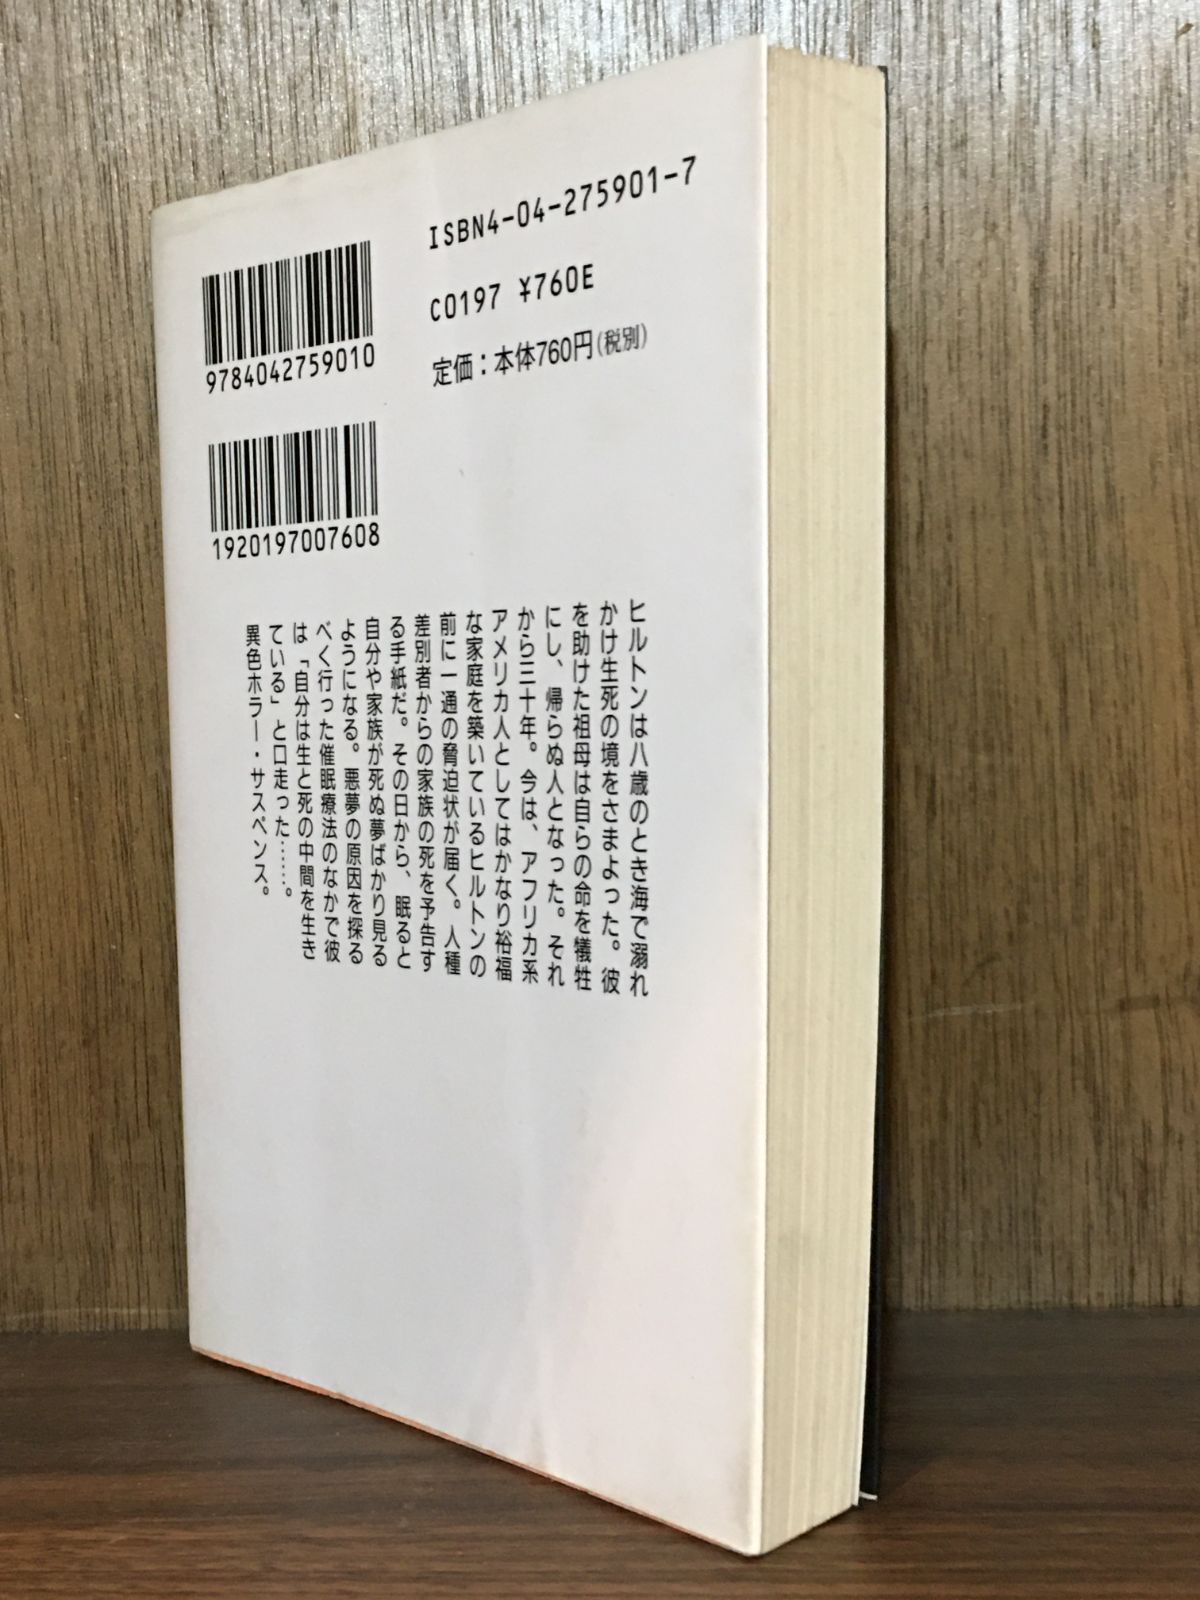 ISBN4-04-275901-7
C0197 ¥760E
定価：本体760円(税別)
9784042759010
1920197007608
ヒルトンは八歳のとき海で溺れ
かけ生死の境をさまよった。彼
を助けた祖母は自らの命を犠牲
にし、帰らぬ人となった。それ
から三十年。今は、アフリカ系
アメリカ人としてはかなり裕福
な家庭を築いているヒルトンの
前に一通の脅迫状が届く。人種
差別者からの家族の死を予告す
る手紙だ。その日から、眠ると
自分や家族が死ぬ夢ばかり見る
ようになる。悪夢の原因を探る
べく行った催眠療法のなかで彼
は「自分は生と死の中間を生き
ている」と口走った……。
異色ホラー・サスペンス。